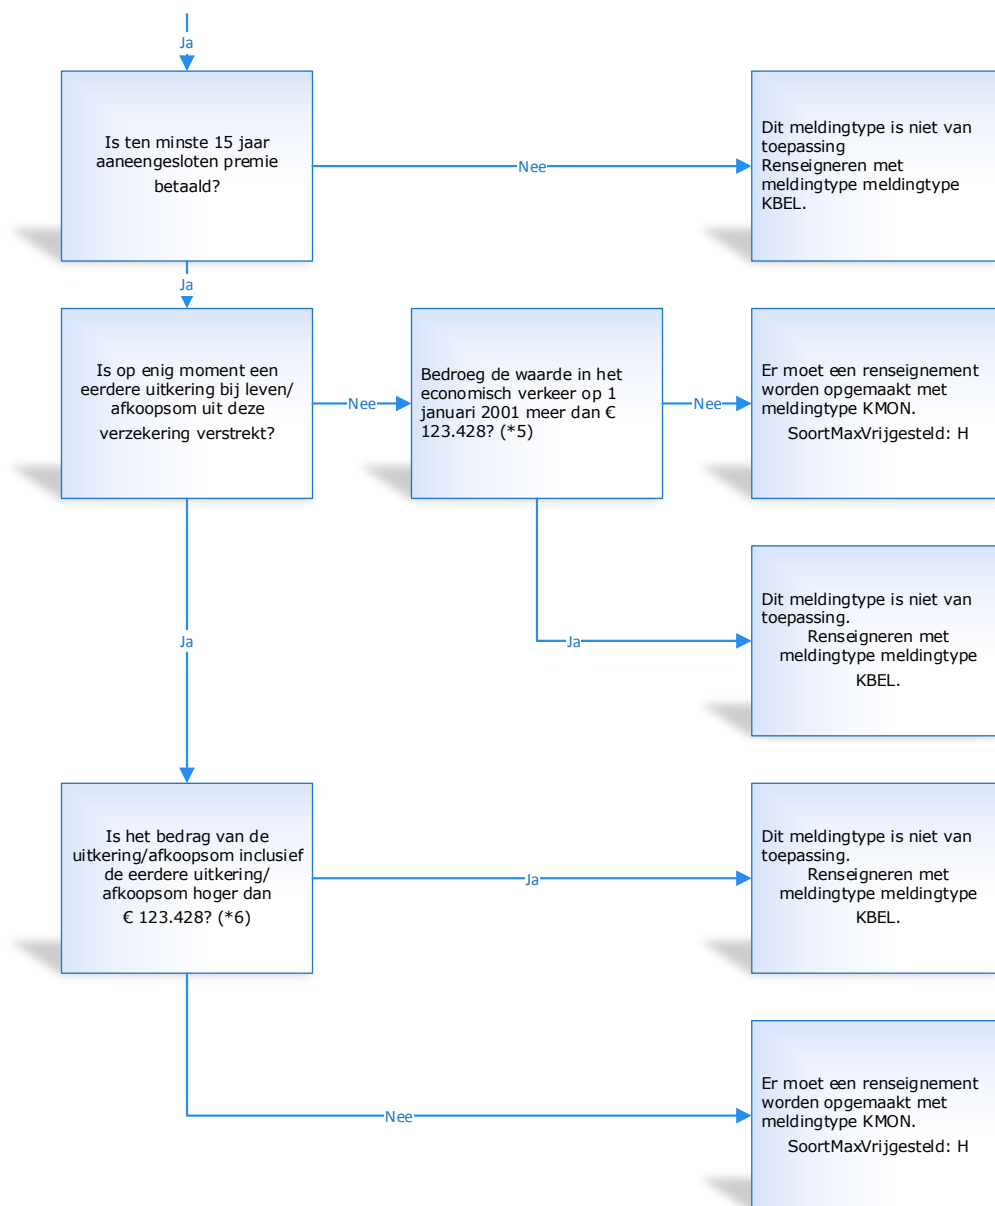 Ja
Is ten minste 15 jaar
aaneengesloten premie
betaald?
Nee
Dit meldingtype is niet van
toepassing
Renseigneren met
meldingtype meldingtype
KBEL.
Ja
Is op enig moment een
eerdere uitkering bij leven/
afkoopsom uit deze
verzekering verstrekt?
Nee
Bedroeg de waarde in het
economisch verkeer op 1
januari 2001 meer dan €
123.428? (*5)
Nee
Er moet een renseignement
worden opgemaakt met
meldingtype KMON.
SoortMaxVrijgesteld: H
Ja
Dit meldingtype is niet van
toepassing.
Renseigneren met
meldingtype meldingtype
KBEL.
Ja
Is het bedrag van de
uitkering/afkoopsom inclusief
de eerdere uitkering/
afkoopsom hoger dan
€ 123.428? (*6)
Ja
Dit meldingtype is niet van
toepassing.
Renseigneren met
meldingtype meldingtype
KBEL.
Nee
Er moet een renseignement
worden opgemaakt met
meldingtype KMON.
SoortMaxVrijgesteld: H